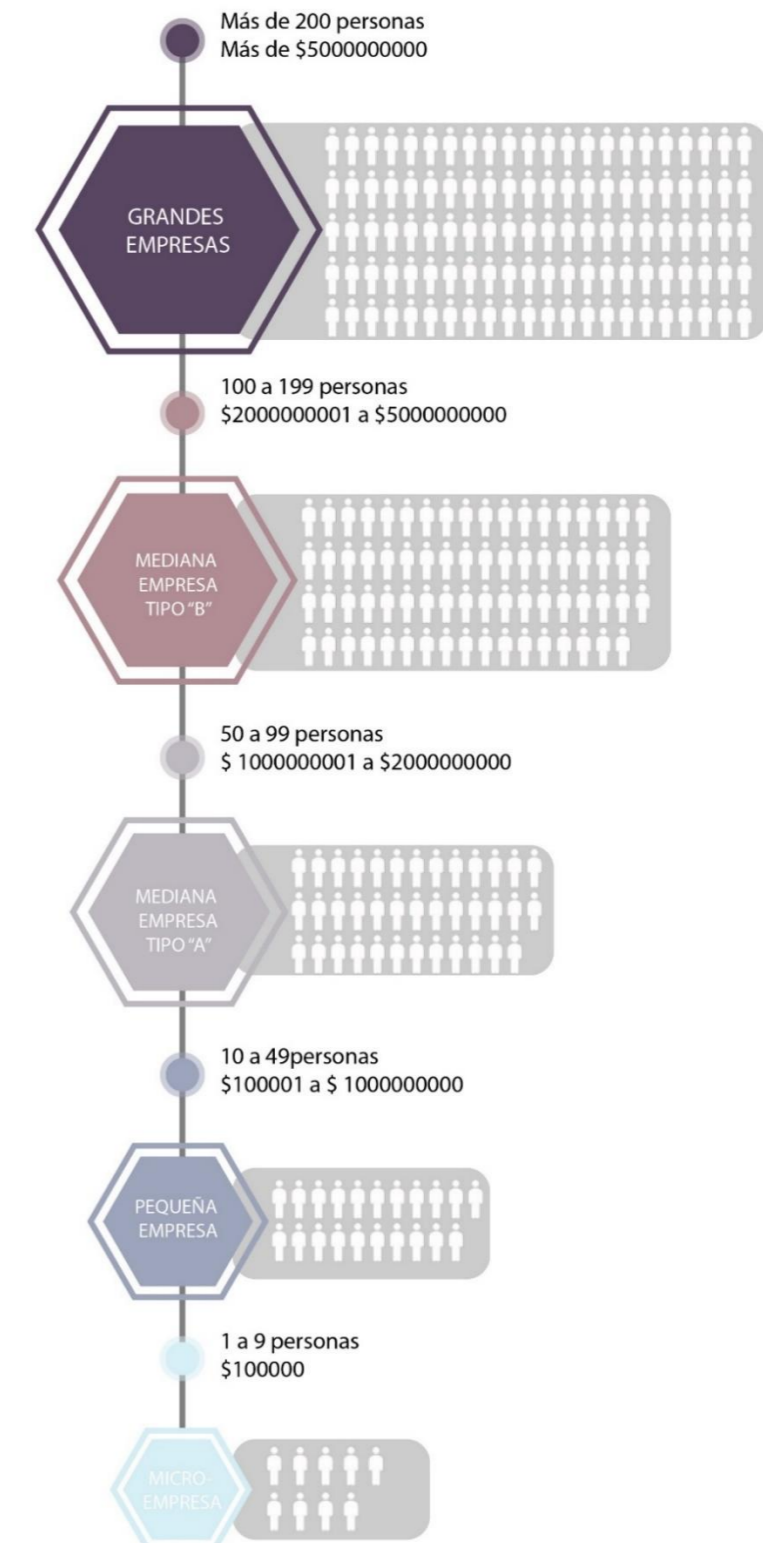 Más de 200 personas
Más de $5000000000
GRANDES
EMPRESAS
100 a 199 personas
$2000000001 a $5000000000
MEDIANA
EMPRESA
TIPO “B”
50 a 99 personas
$ 1000000001 a $2000000000
MEDIANA
EMPRESA
TIPO “A”
10 a 49personas
$100001 a $ 1000000000
PEQUEÑA
EMPRESA
1 a 9 personas
$100000
MICRO-
EMPRESA